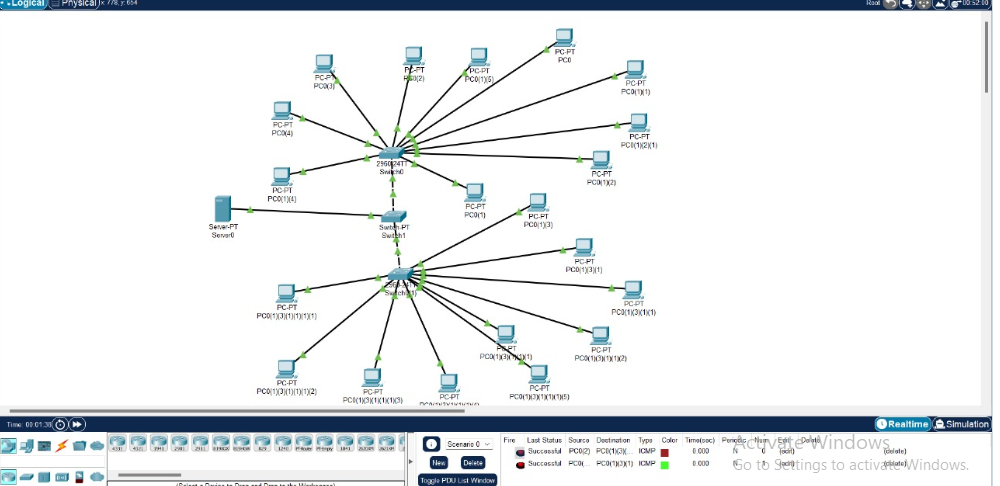 Logical Physical x: 778, y: 654 Root 00:52:00
PC-PT
PC0
PC-PT
PC0(3)
PC-PT
PC0(2)
PC-PT
PC0(1)(5)
PC-PT
PC0(1)(1)
PC-PT
PC0(4)
PC-PT
PC0(1)(2)(1)
2960-24TT
Switch0
PC-PT
PC0(1)(2)
PC-PT
PC0(1)(4)
PC-PT
PC0(1)
PC-PT
PC0(1)(3)
Server-PT
Server0
Switch-PT
Switch1
PC-PT
PC0(1)(3)(1)
2960-24TT
PC-PT
PC0(1)(3)(1)(1)
PC-PT
PC0(1)(3)(1)(1)(1)(1)
PC-PT
PC0(1)(3)(1)(1)(1)
PC-PT
PC0(1)(3)(1)(1)(2)
PC-PT
PC0(1)(3)(1)(1)(1)(2)
PC-PT
PC0(1)(3)(1)(1)(1)(3)
PC-PT
PC-PT
PC0(1)(3)(1)(1)(1)(5)
Time: 00:01:38 Realtime Simulation
Scenario 0
New Delete
Toggle PDU List Window
Fire Last Status Source Destination Type Color Time(sec) Periodic Num Edit Delete
Successful PC0(2) PC0(1)(3)(... ICMP 0.000 N 0 (edit) (delete)
Successful PC0(... PC0(1)(3)(1) ICMP 0.000 N (edit) (delete)
(Select a Device to Drag and Drop to the Workspace)
Activate Windows
Go to Settings to activate Windows.